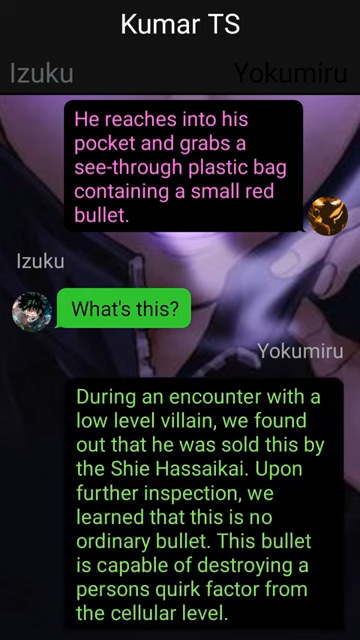 Kumar TS
Izuku
Yokumiru
He reaches into his
pocket and grabs a
see-through plastic bag
containing a small red
bullet.
Izuku
What's this?
Yokumiru
During an encounter with a
low level villain, we found
out that he was sold this by
the Shie Hassaikai. Upon
further inspection, we
learned that this is no
ordinary bullet. This bullet
is capable of destroying a
persons quirk factor from
the cellular level.